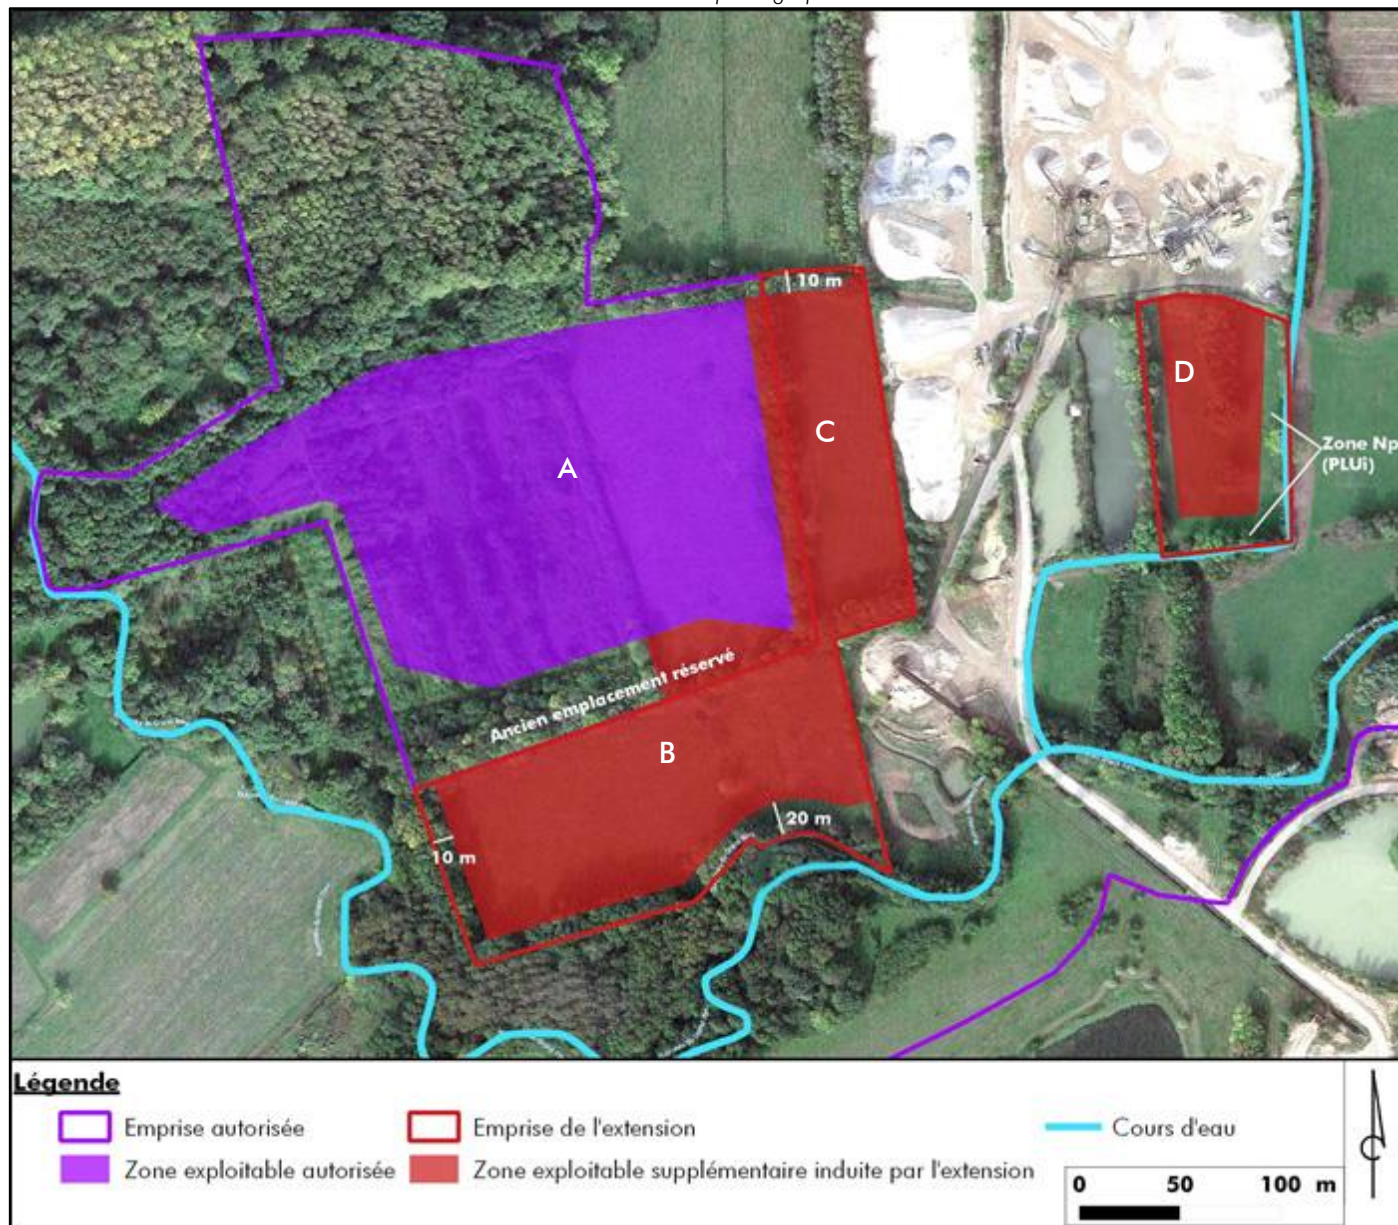 10 m
D
C
Zone Np
(PLUi)
A
Ancien emplacement réservé
B
20 m
10 m
Légende
Emprise autorisée
Emprise de l'extension
Cours d'eau
Zone exploitable autorisée
Zone exploitable supplémentaire induite par l'extension
0 50 100 m